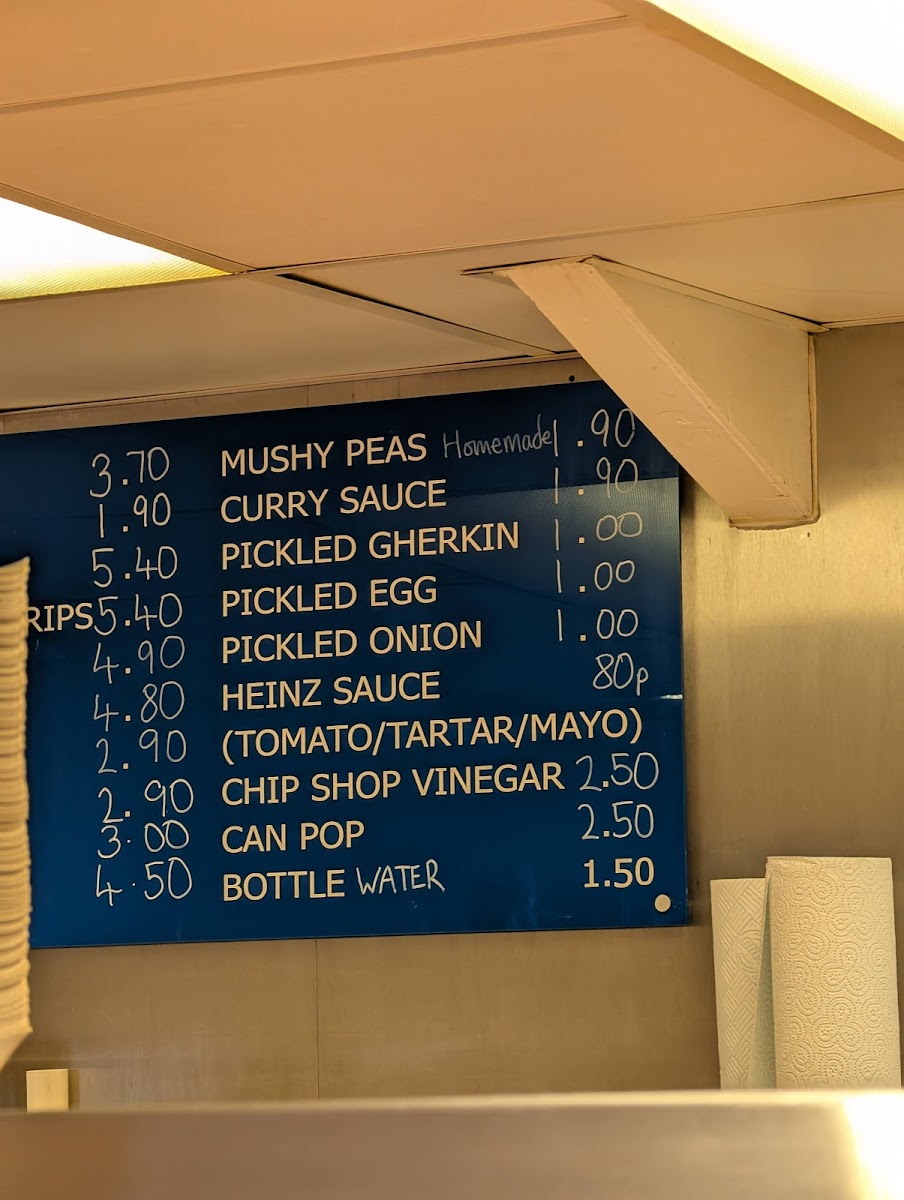 3.70 MUSHY PEAS Homemade 1.90
1.90 CURRY SAUCE 1.90
5.40 PICKLED GHERKIN 1.00
RIPS 5.40 PICKLED EGG 1.00
4.90 PICKLED ONION 1.00
4.80 HEINZ SAUCE 80p
2.90 (TOMATO/TARTAR/MAYO)
2.90 CHIP SHOP VINEGAR 2.50
3.00 CAN POP 2.50
4.50 BOTTLE WATER 1.50